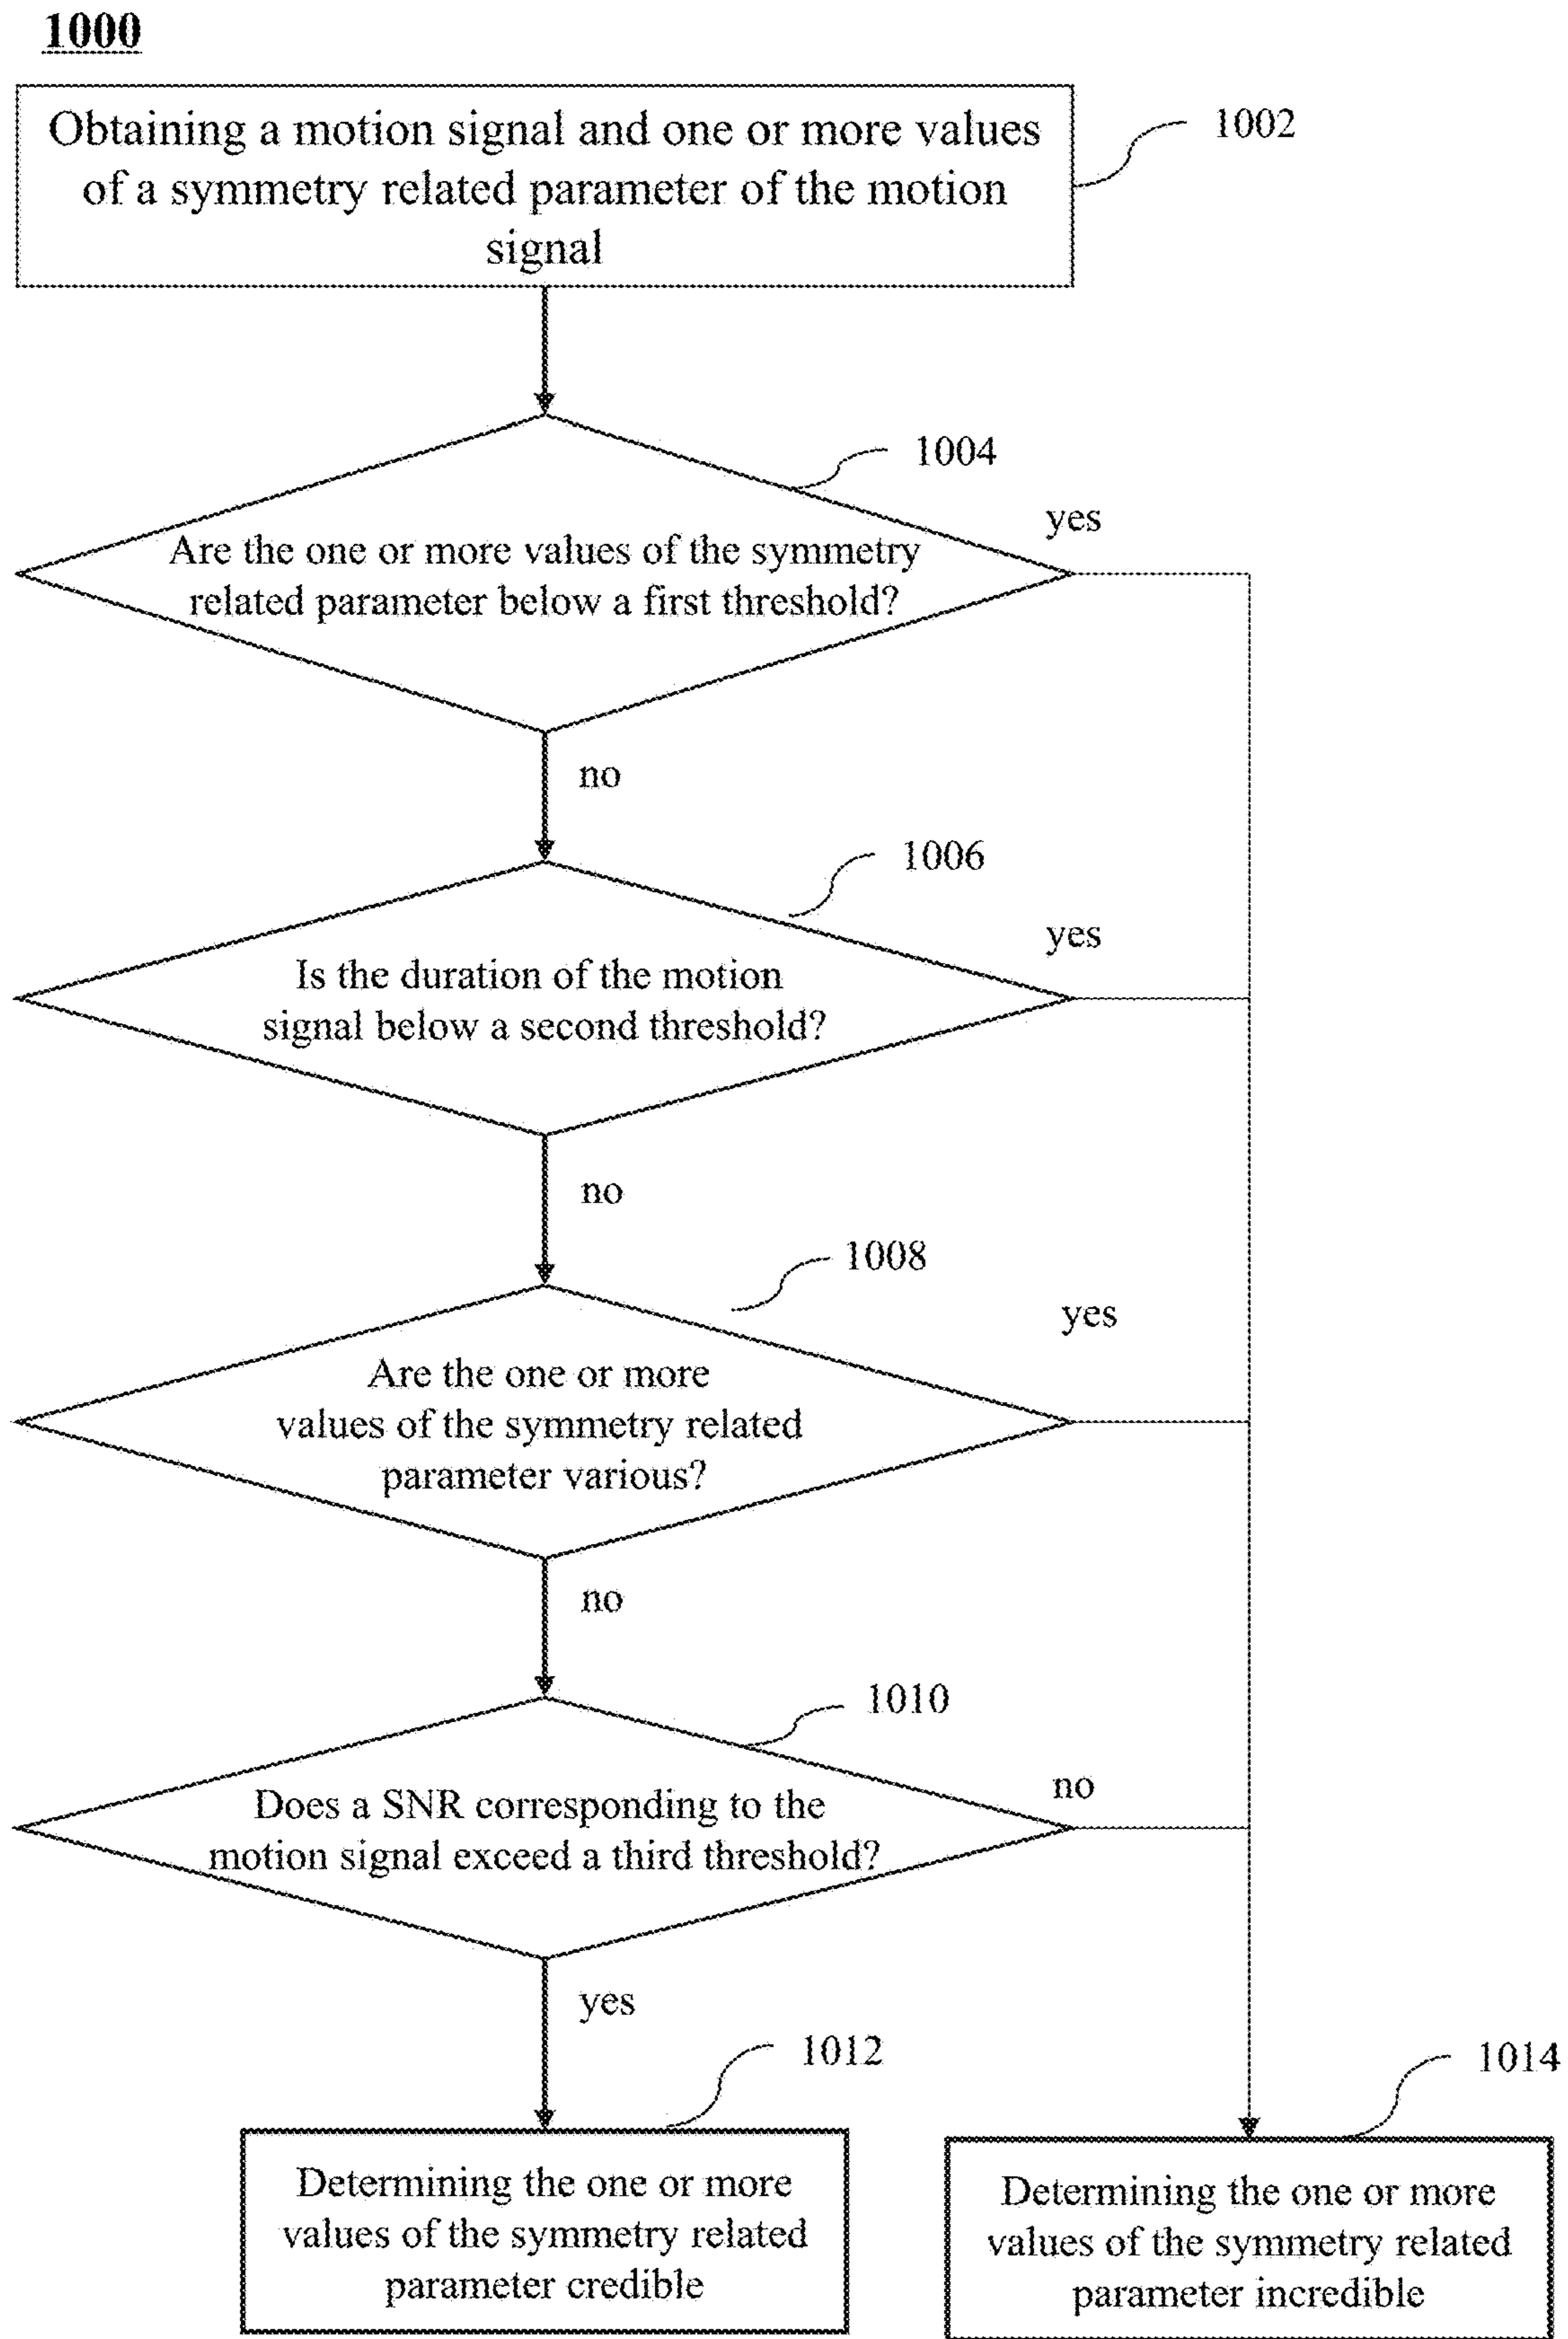 1000
Obtaining a motion signal and one or more values
of a symmetry related parameter of the motion
signal
1002
1004
yes
Are the one or more values of the symmetry
related parameter below a first threshold?
no
1006
yes
Is the duration of the motion
signal below a second threshold?
no
1008
yes
Are the one or more
values of the symmetry related
parameter various?
no
1010
no
Does a SNR corresponding to the
motion signal exceed a third threshold?
yes
1012
1014
Determining the one or more
values of the symmetry related
parameter credible
Determining the one or more
values of the symmetry related
parameter incredible